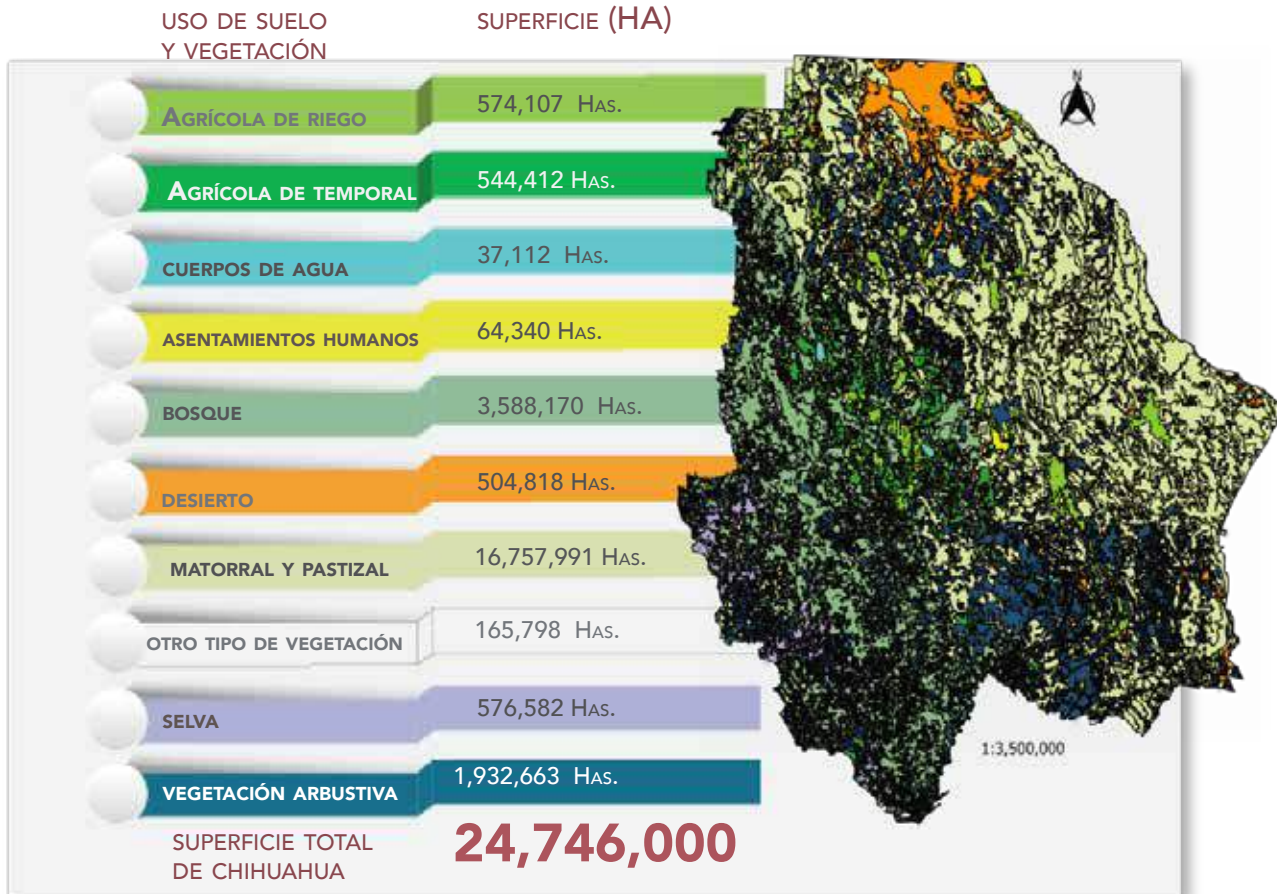 USO DE SUELO
Y VEGETACIÓN
SUPERFICIE (HA)
AGRÍCOLA DE RIEGO 574,107 HAS.
AGRÍCOLA DE TEMPORAL 544,412 HAS.
CUERPOS DE AGUA 37,112 HAS.
ASENTAMIENTOS HUMANOS 64,340 HAS.
BOSQUE 3,588,170 HAS.
DESIERTO 504,818 HAS.
MATORRAL Y PASTIZAL 16,757,991 HAS.
OTRO TIPO DE VEGETACIÓN 165,798 HAS.
SELVA 576,582 HAS.
VEGETACIÓN ARBUSTIVA 1,932,663 HAS.
SUPERFICIE TOTAL
DE CHIHUAHUA
24,746,000
N
1:3,500,000